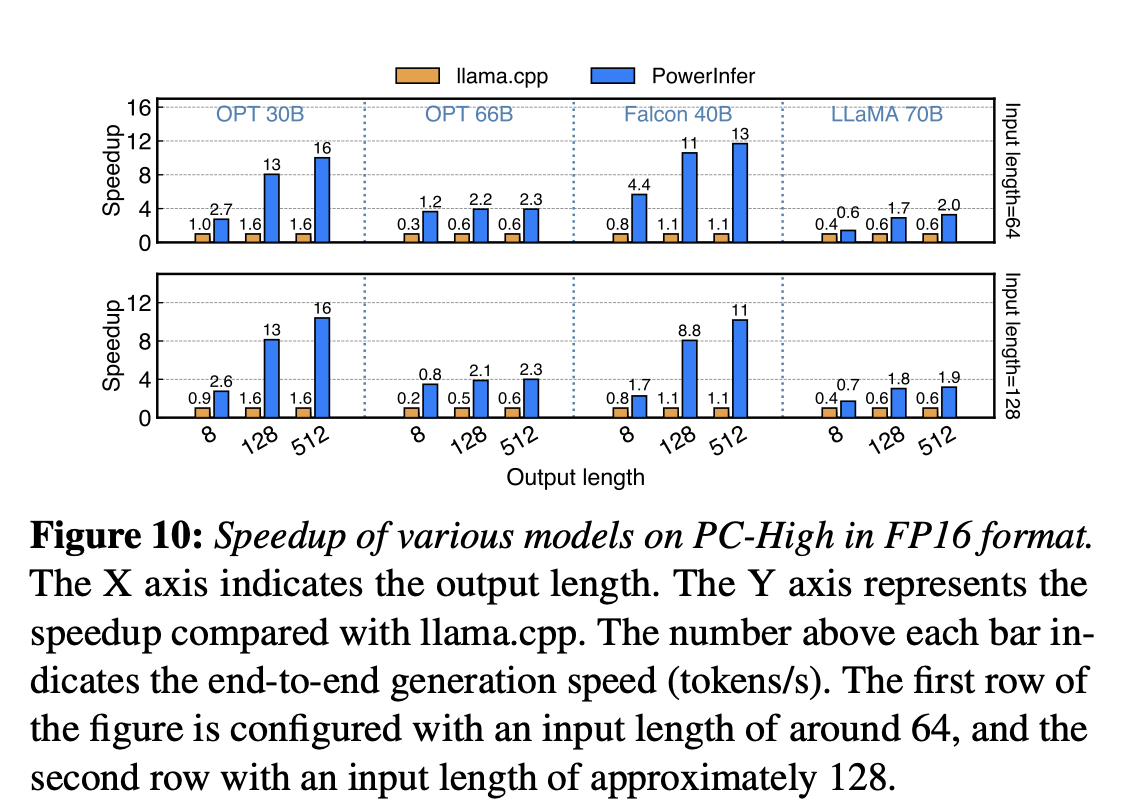 llama.cpp PowerInfer
16 OPT 30B OPT 66B Falcon 40B LLaMA 70B
Speedup
12
8
4
0
1.0 2.7 1.6 13 1.6 16
0.3 1.2 0.6 2.2 0.6 2.3
0.8 4.4 1.1 11 1.1 13
0.4 0.6 0.6 1.7 0.6 2.0
Input length=64
Speedup
12
8
4
0
0.9 2.6 1.6 13 1.6 16
0.2 0.8 0.5 2.1 0.6 2.3
0.8 1.7 1.1 8.8 1.1 11
0.4 0.7 0.6 1.8 0.6 1.9
Input length=128
8 128 512 8 128 512 8 128 512 8 128 512
Output length
Figure 10: Speedup of various models on PC-High in FP16 format.
The X axis indicates the output length. The Y axis represents the
speedup compared with llama.cpp. The number above each bar in-
dicates the end-to-end generation speed (tokens/s). The first row of
the figure is configured with an input length of around 64, and the
second row with an input length of approximately 128.